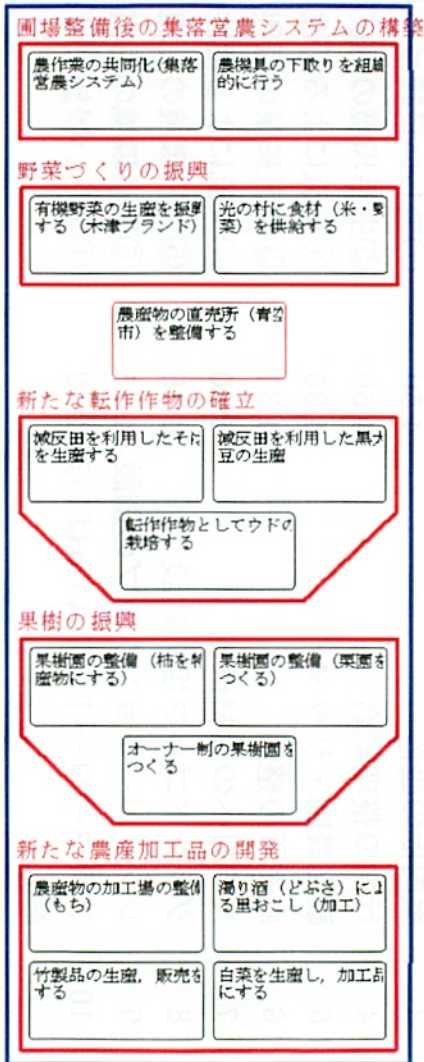 圃場整備後の集落営農システムの構築
農作業の共同化(集落
営農システム)
農機具の下取りを組織
的に行う
野菜づくりの振興
有機野菜の生産を振興
する(木津ブランド)
光の村に食材(米・野
菜)を供給する
農産物の直売所(青空
市)を整備する
新たな転作作物の確立
減反田を利用したそば
を生産する
減反田を利用した黒大
豆の生産
転作作物としてウドの
栽培する
果樹の振興
果樹園の整備(柿を特
産物にする)
果樹園の整備(栗園を
つくる)
オーナー制の果樹園を
つくる
新たな農産加工品の開発
農産物の加工場の整備
(もち)
濁り酒(どぶさ)によ
る里おこし(加工)
竹製品の生産,販売を
する
白菜を生産し,加工品
にする